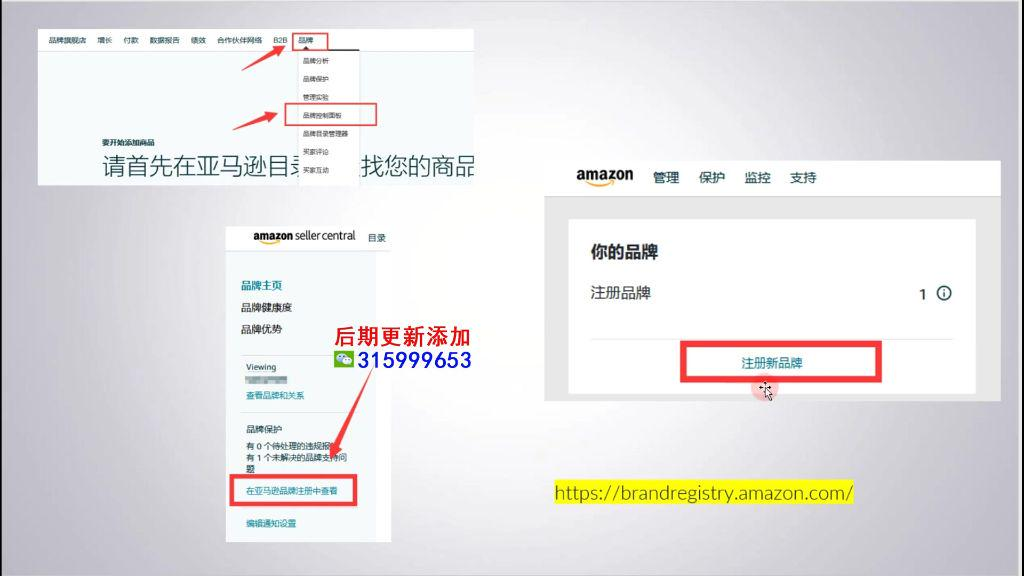 品牌旗舰店 增长 付款 数据报告 绩效 合作伙伴网络 B2B 品牌
品牌分析
品牌保护
管理实验
品牌控制面板
品牌目录管理器
买家评论
买家互动
要开始添加商品
请首先在亚马逊目录 找您的商品
amazon seller central 目录
品牌主页
品牌健康度
品牌优势
Viewing
查看品牌和关系
品牌保护
有 0 个待处理的违规报
有 1 个未解决的品牌支持问
题
在亚马逊品牌注册中查看
编辑通知设置
后期更新添加
315999653
amazon 管理 保护 监控 支持
你的品牌
注册品牌 1
注册新品牌
https://brandregistry.amazon.com/